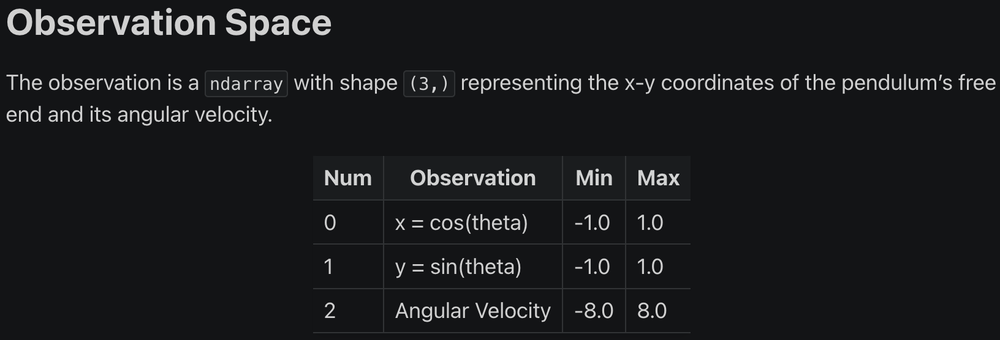 Observation Space
The observation is a ndarray with shape (3,) representing the x-y coordinates of the pendulum’s free
end and its angular velocity.
Num Observation Min Max
0 x = cos(theta) -1.0 1.0
1 y = sin(theta) -1.0 1.0
2 Angular Velocity -8.0 8.0